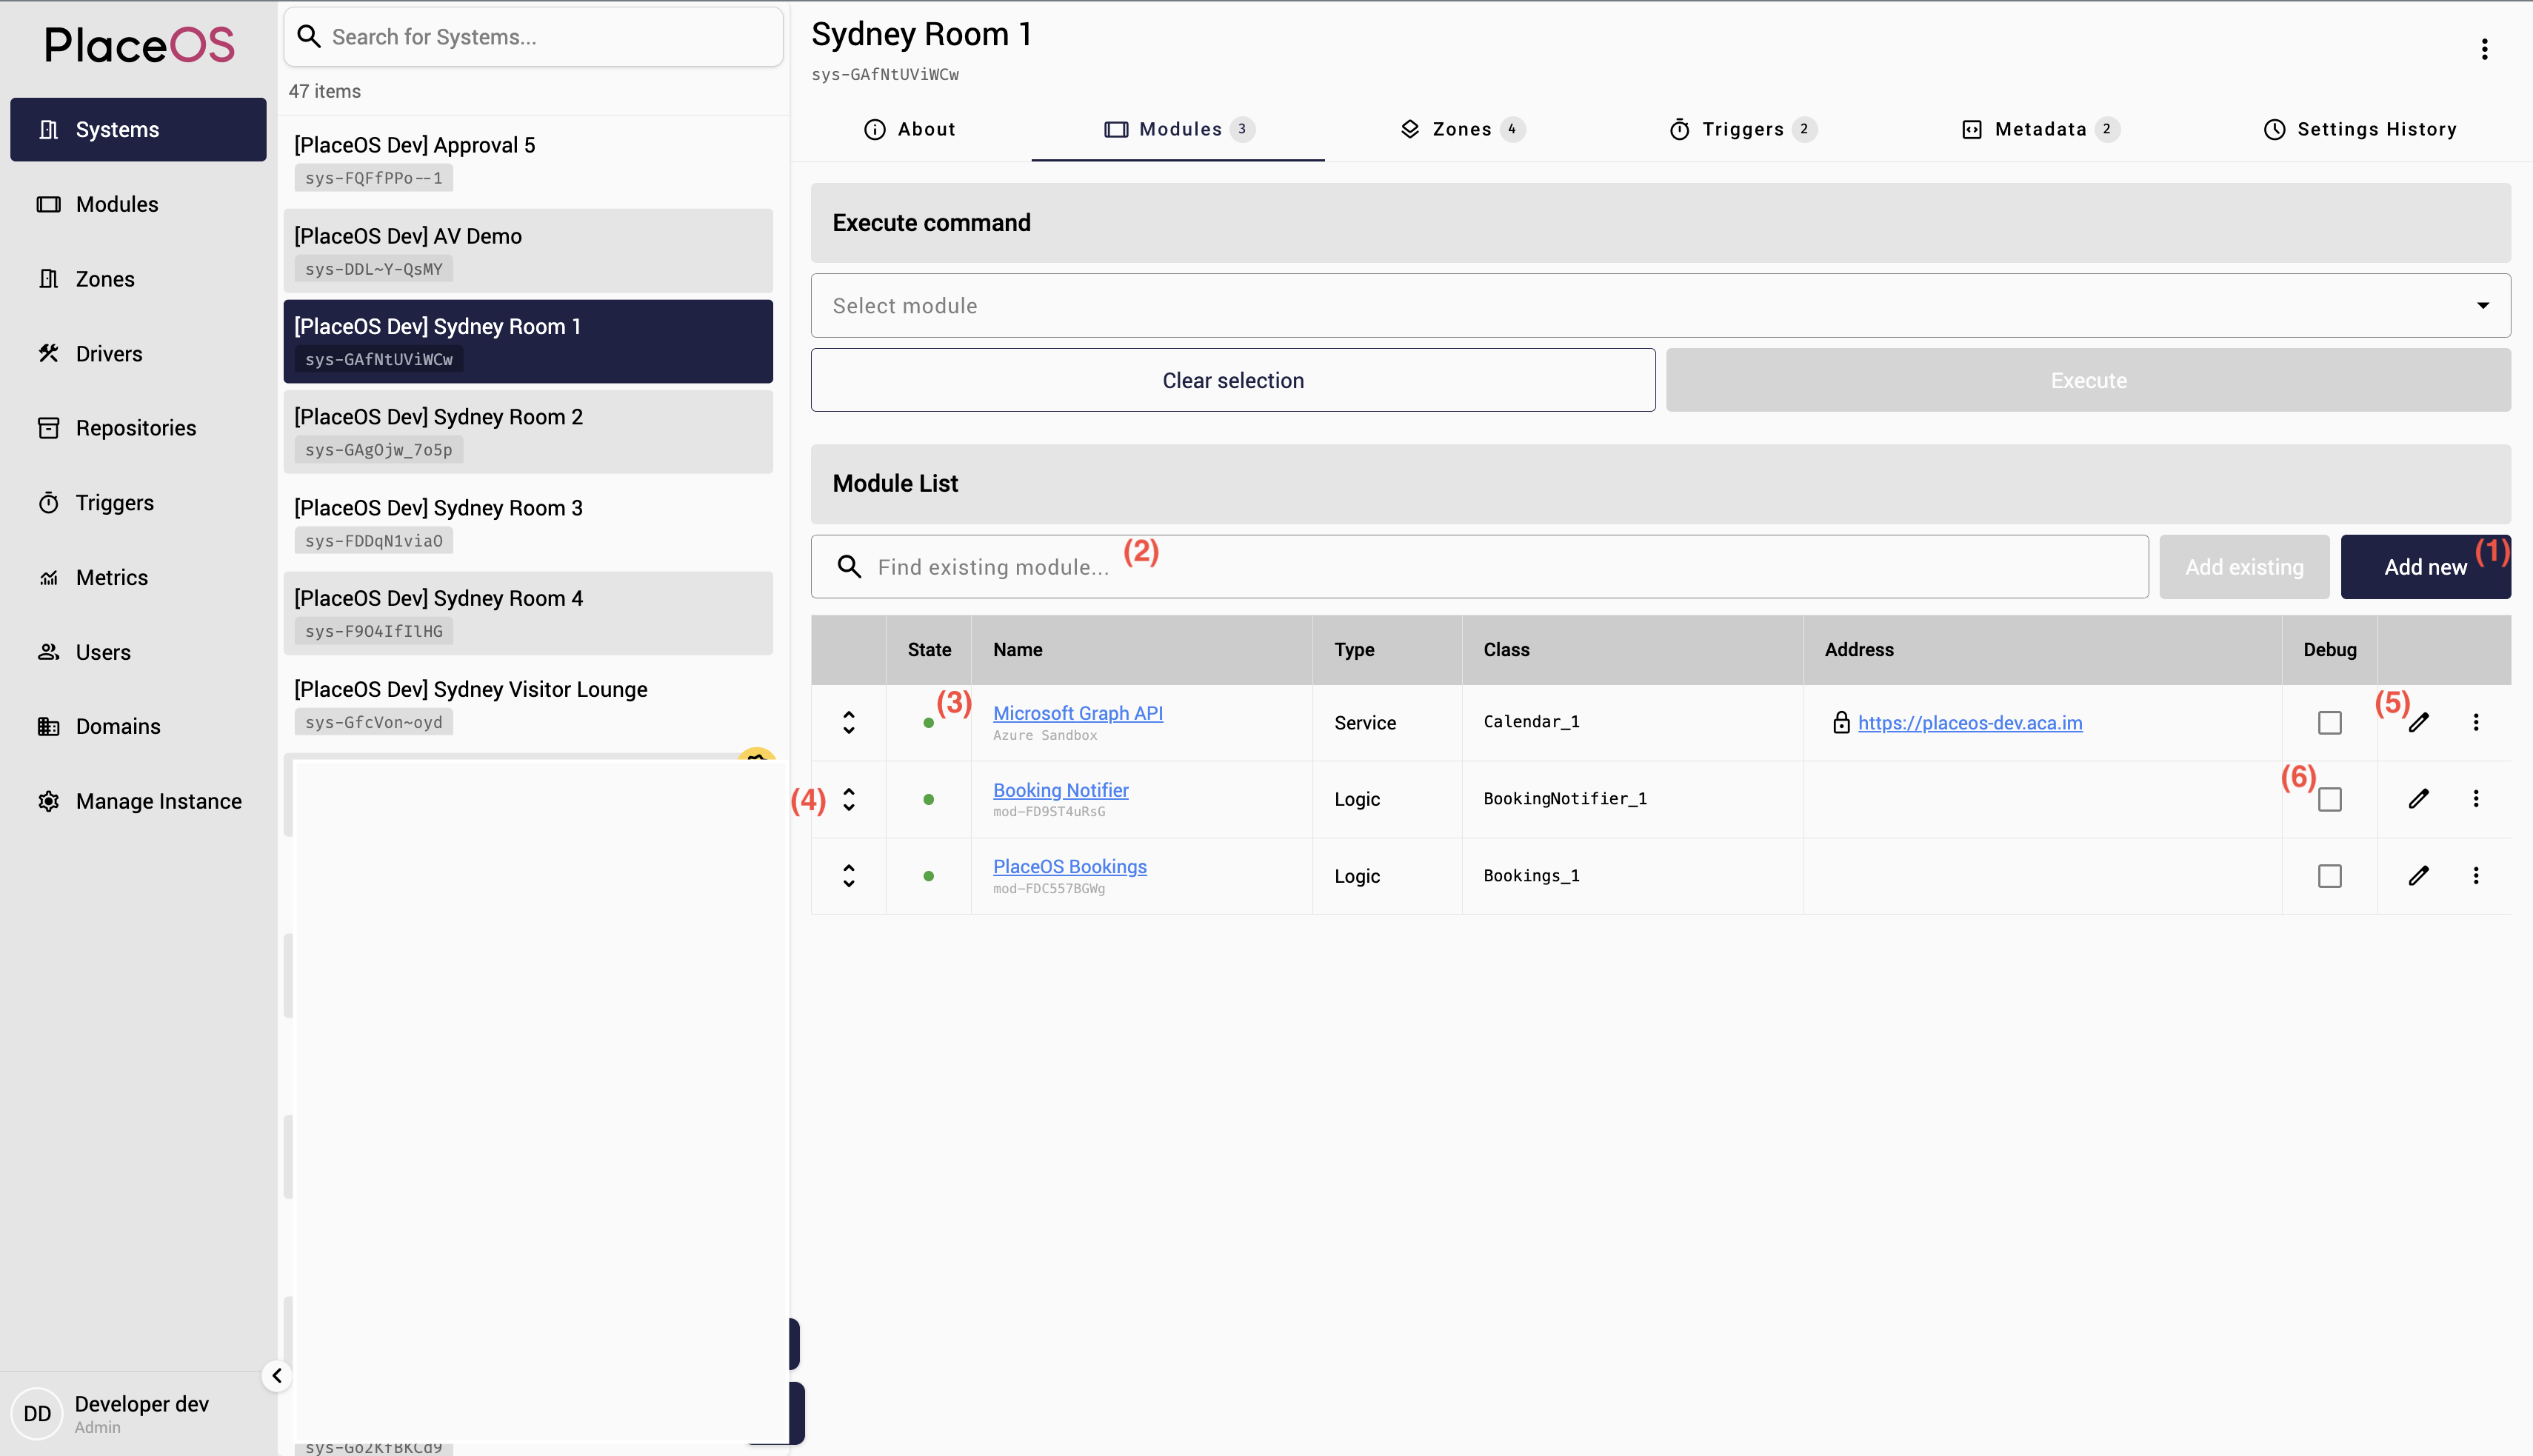 PlaceOS
Systems
Modules
Zones
Drivers
Repositories
Triggers
Metrics
Users
Domains
Manage Instance
DD
Developer dev
Admin
Search for Systems...
47 items
[PlaceOS Dev] Approval 5
sys-FQFfPPo--1
[PlaceOS Dev] AV Demo
sys-DDL~Y-QsMY
[PlaceOS Dev] Sydney Room 1
sys-GAfNtUViWCw
[PlaceOS Dev] Sydney Room 2
sys-GAgOjw_7o5p
[PlaceOS Dev] Sydney Room 3
sys-FDDqN1viaO
[PlaceOS Dev] Sydney Room 4
sys-F9O4IfIlHG
[PlaceOS Dev] Sydney Visitor Lounge
sys-GfcVon~oyd
sys-Go2KfBKCd9
Sydney Room 1
sys-GAfNtUViWCw
About
Modules 3
Zones 4
Triggers 2
Metadata 2
Settings History
Execute command
Select module
Clear selection
Execute
Module List
Find existing module... (2)
Add existing
Add new (1)
State Name Type Class Address Debug
(3) Microsoft Graph API Service Calendar_1 https://placeos-dev.aca.im (5)
Azure Sandbox
(4) Booking Notifier Logic BookingNotifier_1 (6)
mod-FD9ST4uRsG
PlaceOS Bookings Logic Bookings_1
mod-FDC557BGWg